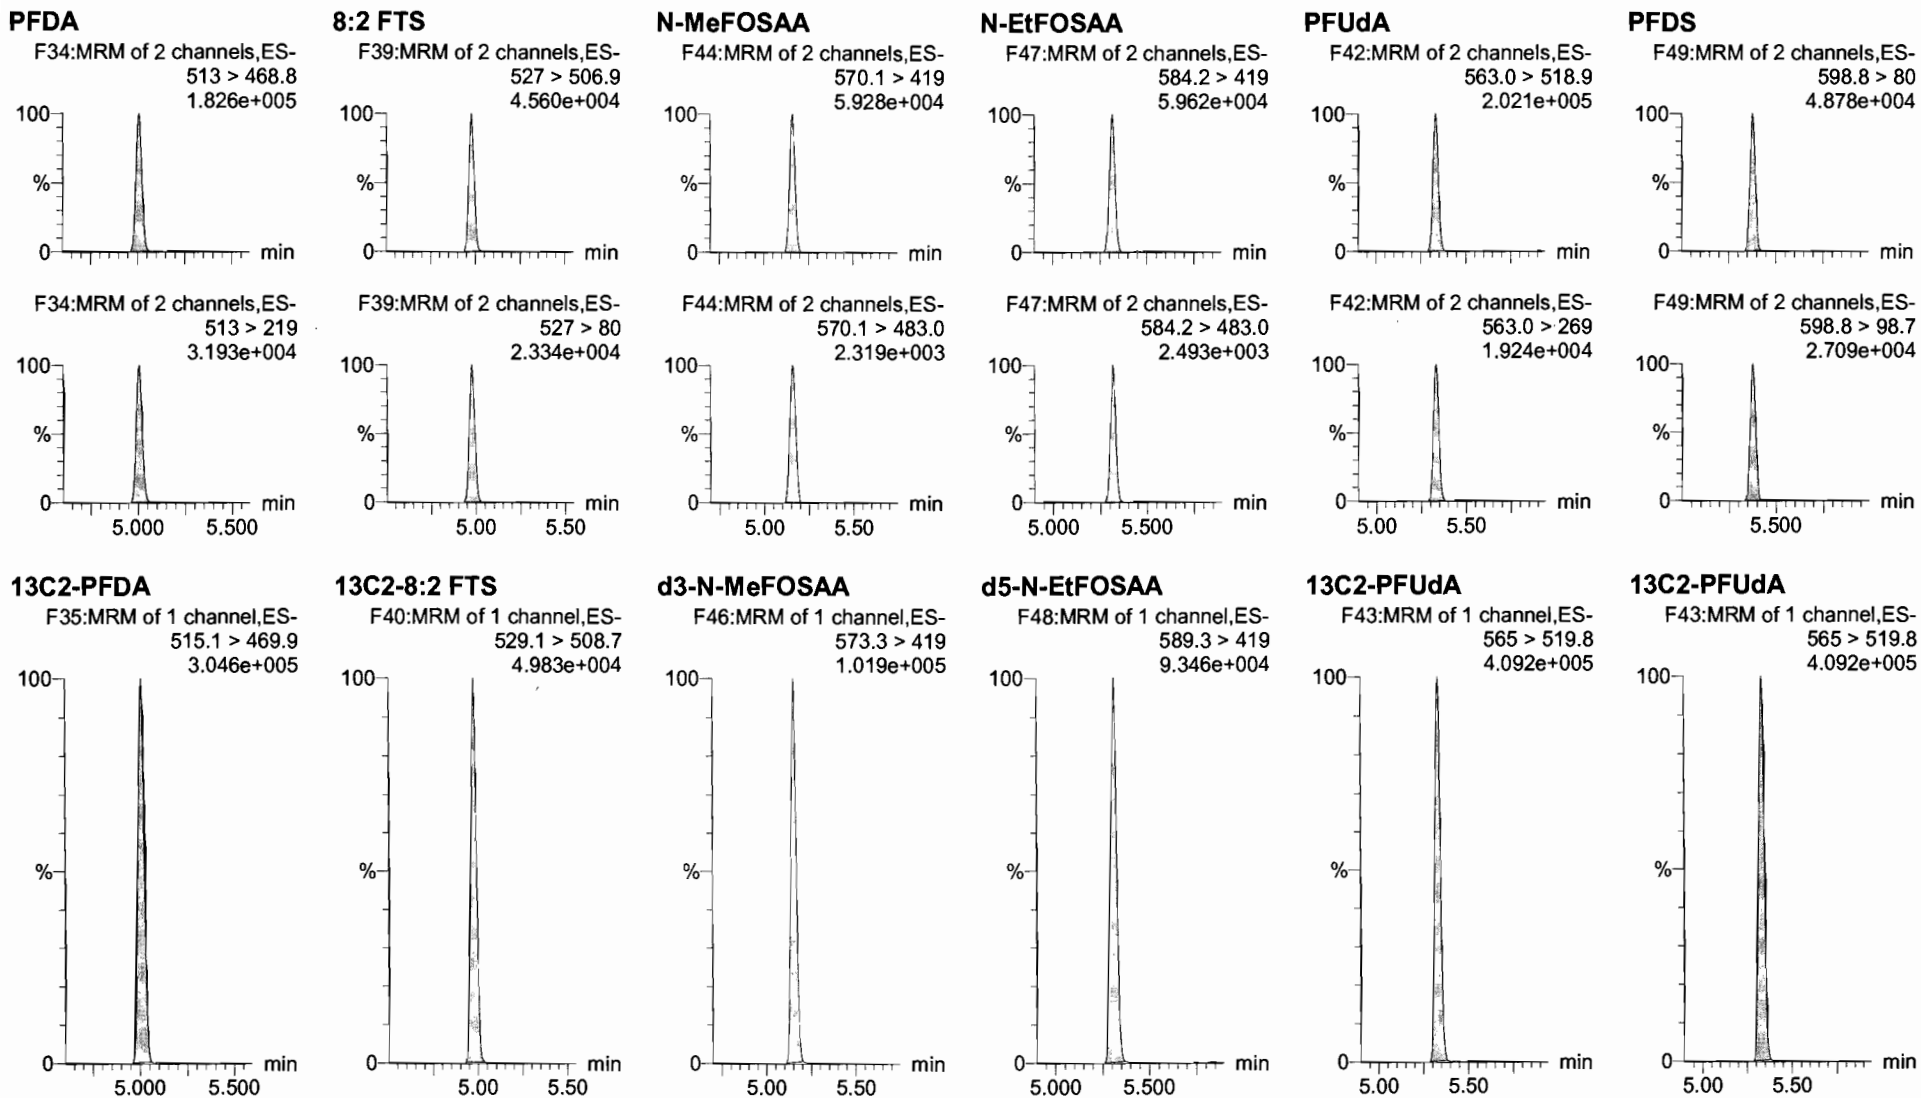 PFDA
F34:MRM of 2 channels,ES-
513 > 468.8
1.826e+005
100
%
0
min
F34:MRM of 2 channels,ES-
513 > 219
3.193e+004
100
%
0
min
5.000 5.500
8:2 FTS
F39:MRM of 2 channels,ES-
527 > 506.9
4.560e+004
100
%
0
min
F39:MRM of 2 channels,ES-
527 > 80
2.334e+004
100
%
0
min
5.00 5.50
N-MeFOSAA
F44:MRM of 2 channels,ES-
570.1 > 419
5.928e+004
100
%
0
min
F44:MRM of 2 channels,ES-
570.1 > 483.0
2.319e+003
100
%
0
min
5.00 5.50
N-EtFOSAA
F47:MRM of 2 channels,ES-
584.2 > 419
5.962e+004
100
%
0
min
F47:MRM of 2 channels,ES-
584.2 > 483.0
2.493e+003
100
%
0
min
5.000 5.500
PFUdA
F42:MRM of 2 channels,ES-
563.0 > 518.9
2.021e+005
100
%
0
min
F42:MRM of 2 channels,ES-
563.0 > 269
1.924e+004
100
%
0
min
5.00 5.50
PFDS
F49:MRM of 2 channels,ES-
598.8 > 80
4.878e+004
100
%
0
min
F49:MRM of 2 channels,ES-
598.8 > 98.7
2.709e+004
100
%
0
min
5.500
13C2-PFDA
F35:MRM of 1 channel,ES-
515.1 > 469.9
3.046e+005
100
%
0
min
5.000 5.500
13C2-8:2 FTS
F40:MRM of 1 channel,ES-
529.1 > 508.7
4.983e+004
100
%
0
min
5.00 5.50
d3-N-MeFOSAA
F46:MRM of 1 channel,ES-
573.3 > 419
1.019e+005
100
%
0
min
5.00 5.50
d5-N-EtFOSAA
F48:MRM of 1 channel,ES-
589.3 > 419
9.346e+004
100
%
0
min
5.000 5.500
13C2-PFUdA
F43:MRM of 1 channel,ES-
565 > 519.8
4.092e+005
100
%
0
min
5.00 5.50
13C2-PFUdA
F43:MRM of 1 channel,ES-
565 > 519.8
4.092e+005
100
%
0
min
5.00 5.50